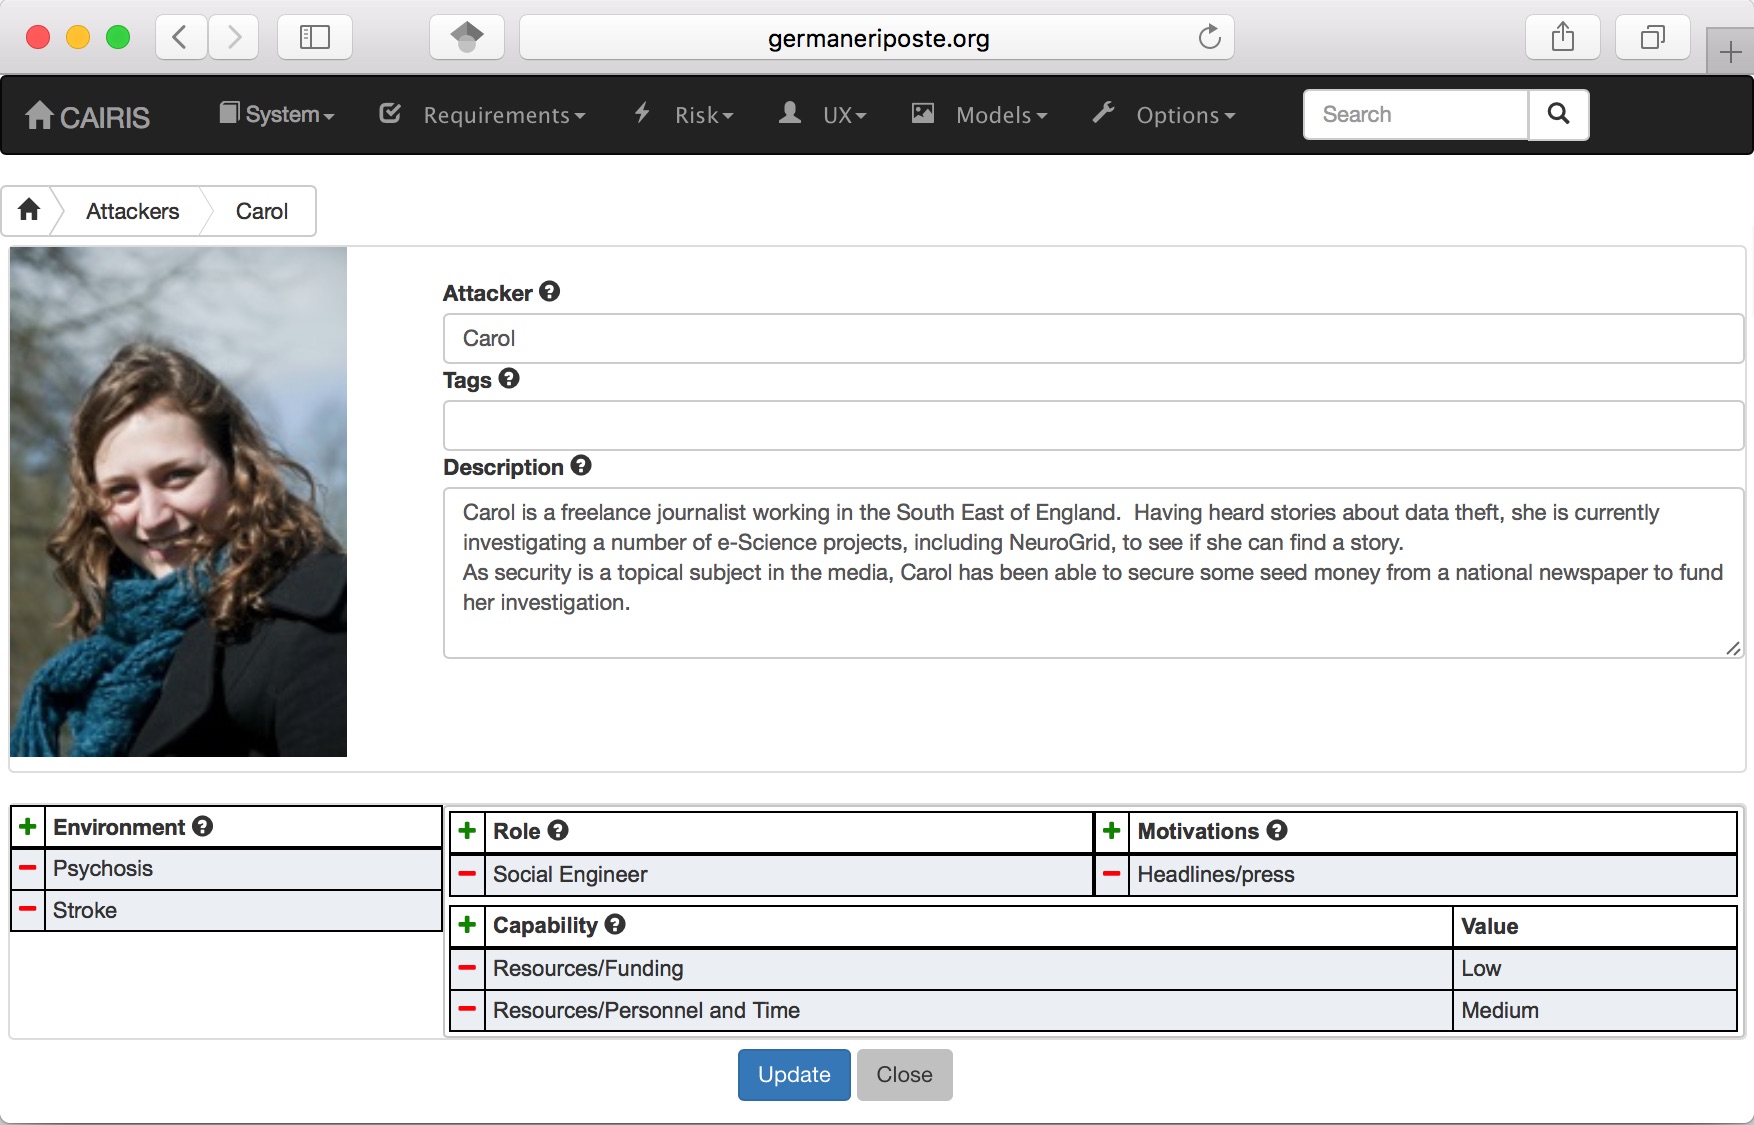 germaneriposte.org
CAIRIS System Requirements Risk UX Models Options Search
Attackers Carol
Attacker
Carol
Tags
Description
Carol is a freelance journalist working in the South East of England.  Having heard stories about data theft, she is currently
investigating a number of e-Science projects, including NeuroGrid, to see if she can find a story.
As security is a topical subject in the media, Carol has been able to secure some seed money from a national newspaper to fund
her investigation.
Environment
Psychosis
Stroke
Role Motivations
Social Engineer Headlines/press
Capability Value
Resources/Funding Low
Resources/Personnel and Time Medium
Update Close